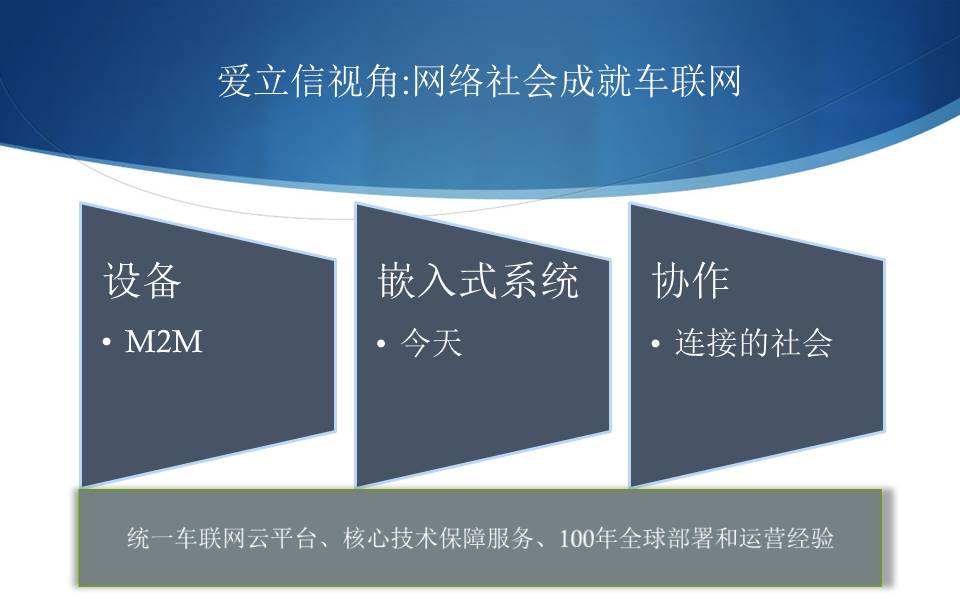 爱立信视角:网络社会成就车联网
设备
• M2M
嵌入式系统
• 今天
协作
• 连接的社会
统一车联网云平台、核心技术保障服务、100年全球部署和运营经验